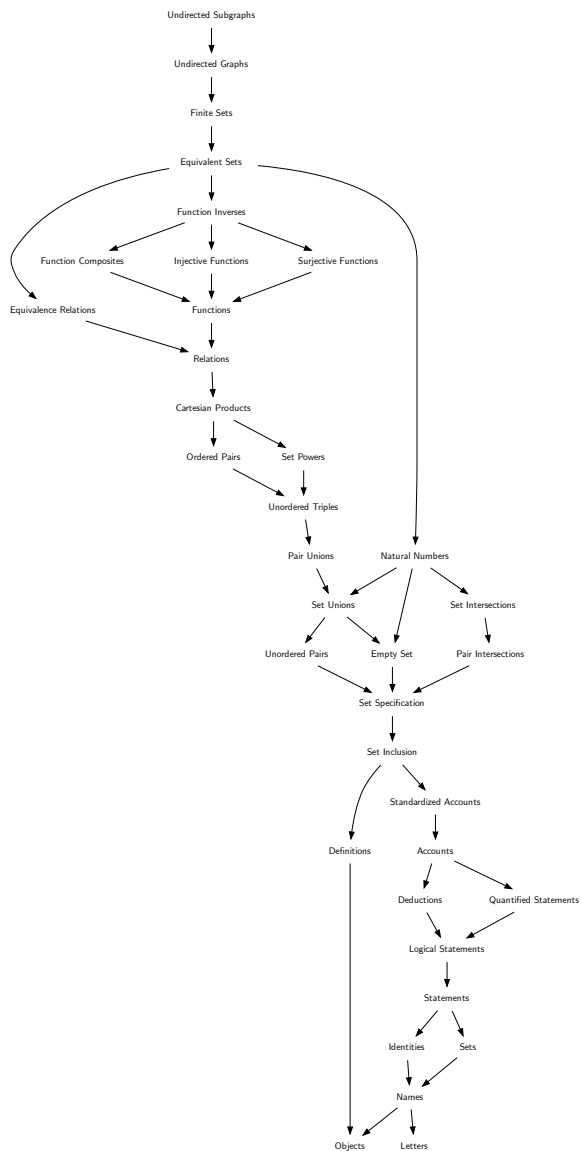 Undirected Subgraphs
Undirected Graphs
Finite Sets
Equivalent Sets
Function Inverses
Function Composites
Injective Functions
Surjective Functions
Equivalence Relations
Functions
Relations
Cartesian Products
Ordered Pairs
Set Powers
Unordered Triples
Pair Unions
Natural Numbers
Set Unions
Set Intersections
Unordered Pairs
Empty Set
Pair Intersections
Set Specification
Set Inclusion
Standardized Accounts
Definitions
Accounts
Deductions
Quantified Statements
Logical Statements
Statements
Identities
Sets
Names
Objects
Letters